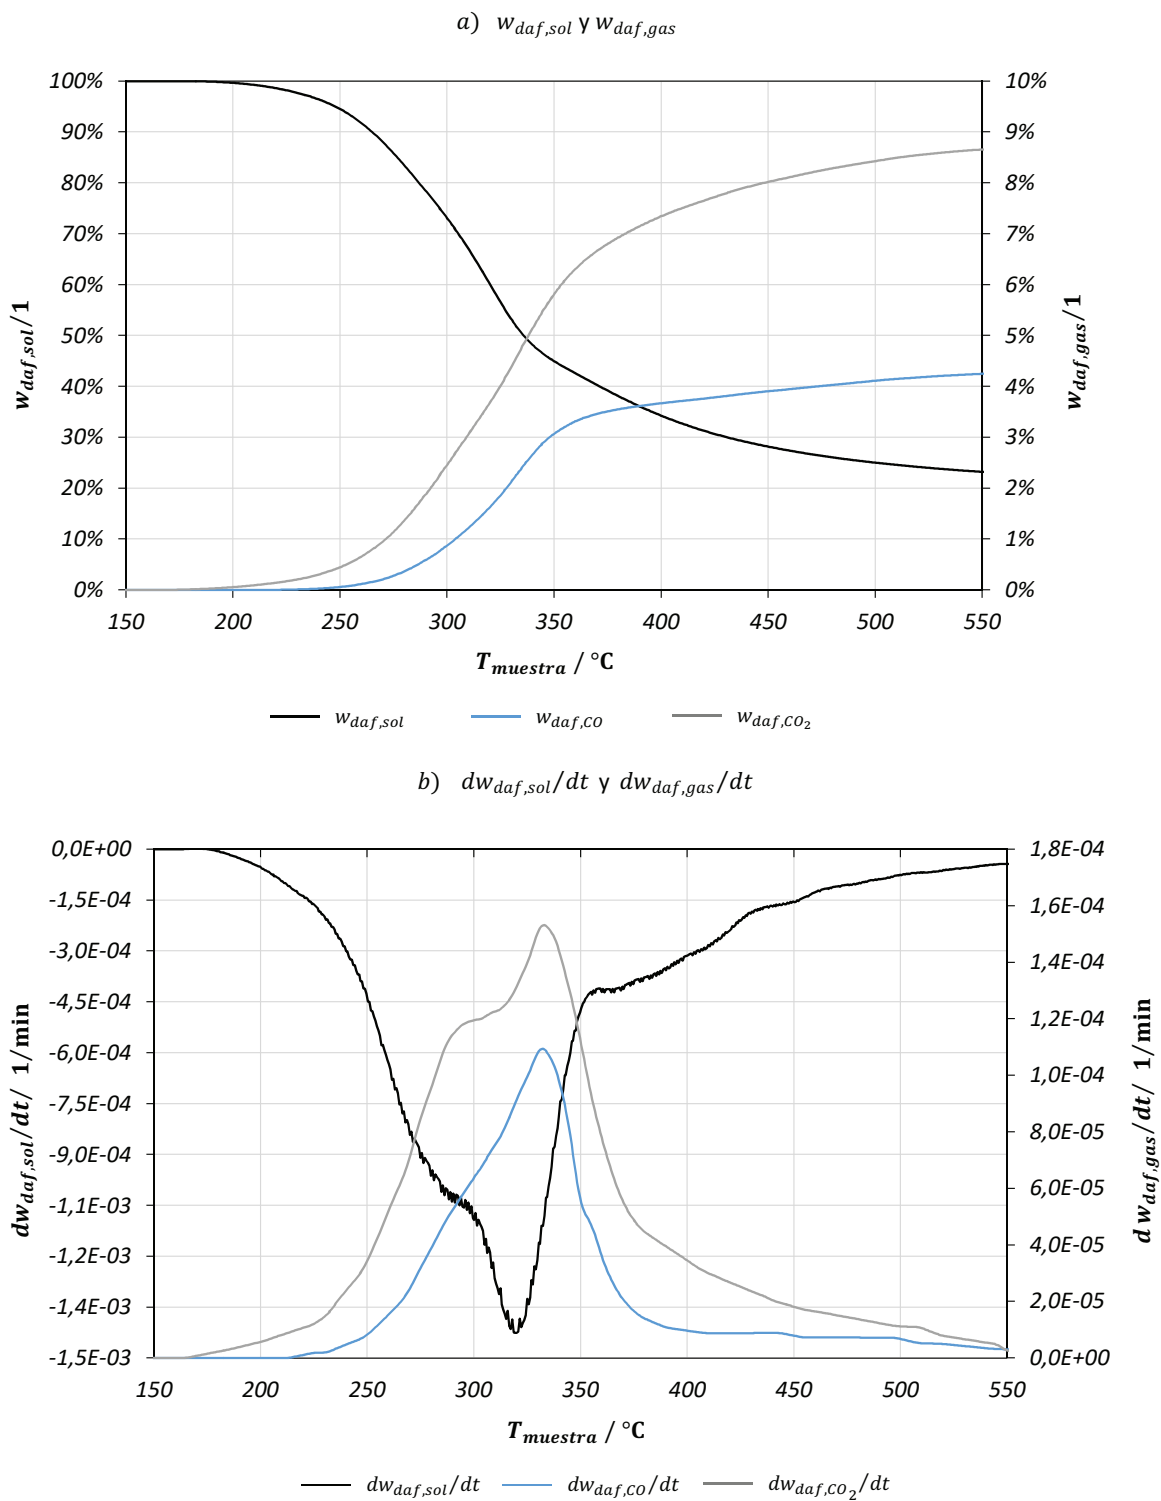 a) w_daf,sol y w_daf,gas
100% 10%
90% 9%
80% 8%
70% 7%
60% 6%
50% 5%
40% 4%
30% 3%
20% 2%
10% 1%
0% 0%
w_daf,sol/1
w_daf,gas/1
150 200 250 300 350 400 450 500 550
T_muestra / °C
w_daf,sol w_daf,CO w_daf,CO₂
b) dw_daf,sol/dt y dw_daf,gas/dt
0,0E+00 1,8E-04
-1,5E-04 1,6E-04
-3,0E-04 1,4E-04
-4,5E-04 1,2E-04
-6,0E-04 1,0E-04
-7,5E-04 8,0E-05
-9,0E-04 6,0E-05
-1,1E-03 4,0E-05
-1,2E-03 2,0E-05
-1,4E-03 0,0E+00
-1,5E-03
dw_daf,sol/dt/ 1/min
dw_daf,gas/dt/ 1/min
150 200 250 300 350 400 450 500 550
T_muestra / °C
dw_daf,sol/dt dw_daf,CO/dt dw_daf,CO₂/dt